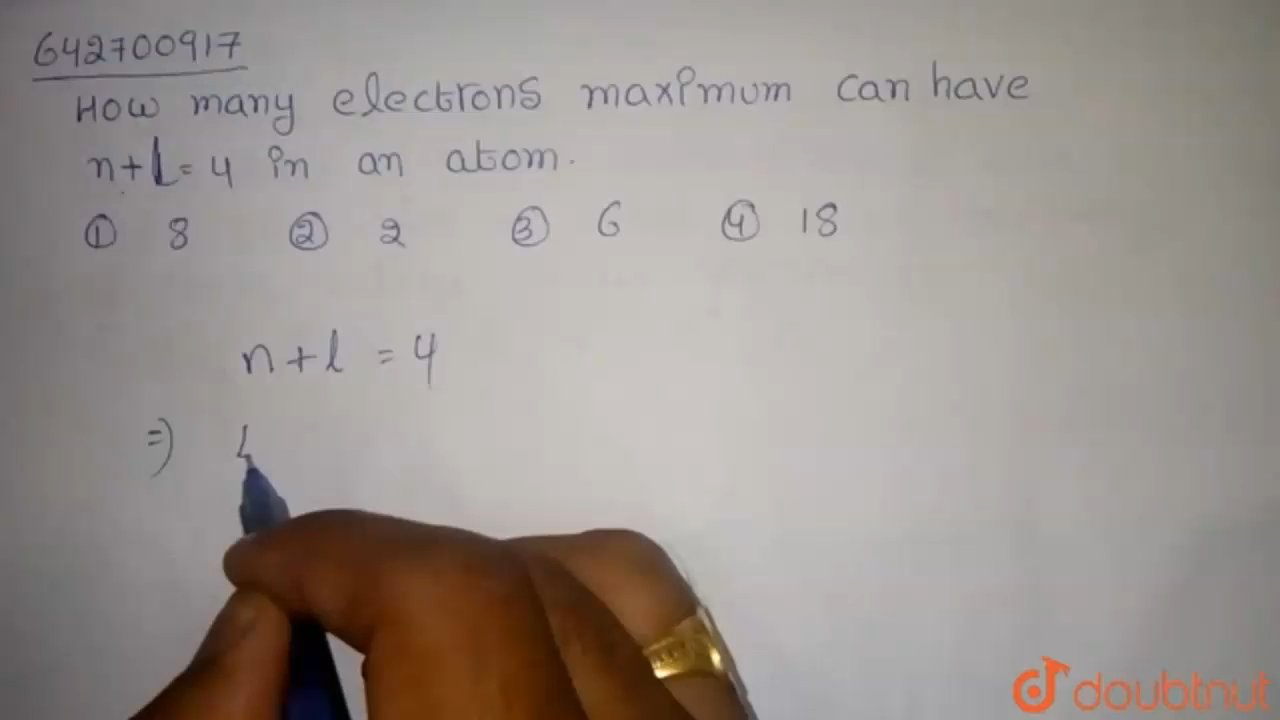 642700917
How many electrons maximum can have
n+l=4 in an atom.
① 8 ② 2 ③ 6 ④ 18
n+l = 4
⇒ 4
doubtnut